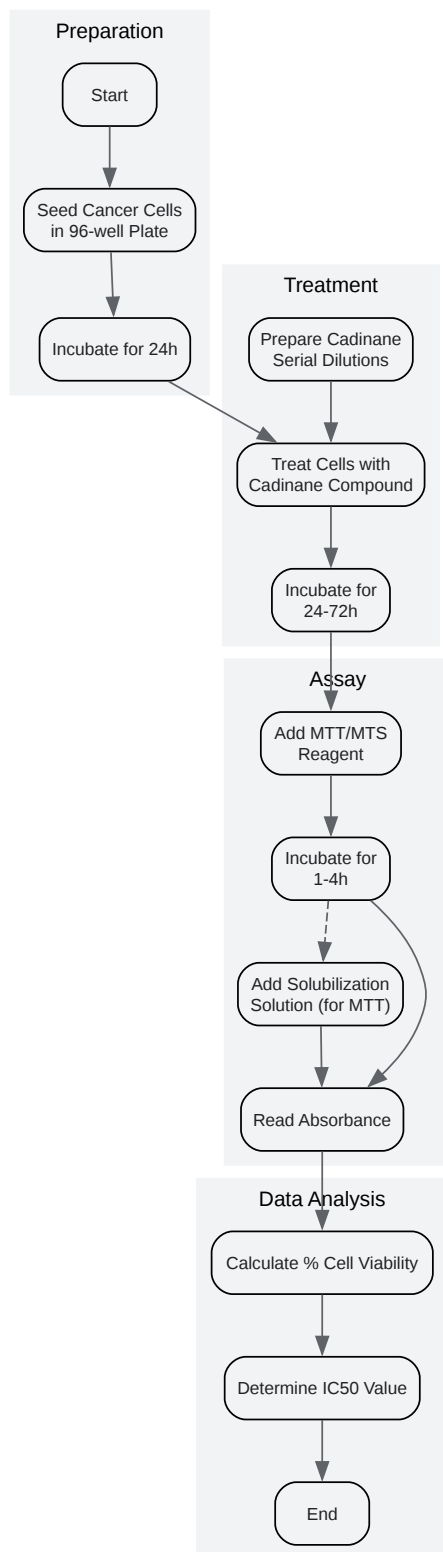 Preparation
Start
Seed Cancer Cells
in 96-well Plate
Incubate for 24h
Treatment
Prepare Cadinane
Serial Dilutions
Treat Cells with
Cadinane Compound
Incubate for
24-72h
Assay
Add MTT/MTS
Reagent
Incubate for
1-4h
Add Solubilization
Solution (for MTT)
Read Absorbance
Data Analysis
Calculate % Cell Viability
Determine IC50 Value
End